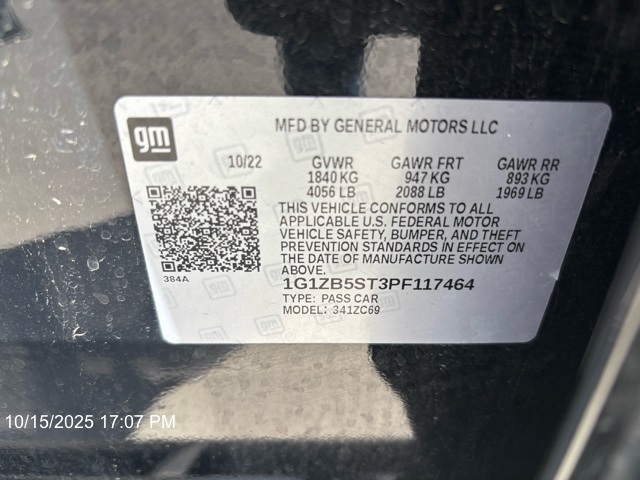 gm
MFD BY GENERAL MOTORS LLC
10/22 GVWR GAWR FRT GAWR RR
1840 KG 947 KG 893 KG
4056 LB 2088 LB 1969 LB
THIS VEHICLE CONFORMS TO ALL
APPLICABLE U.S. FEDERAL MOTOR
VEHICLE SAFETY, BUMPER, AND THEFT
PREVENTION STANDARDS IN EFFECT ON
THE DATE OF MANUFACTURE SHOWN
ABOVE.
384A
1G1ZB5ST3PF117464
TYPE: PASS CAR
MODEL: 341ZC69
10/15/2025 17:07 PM